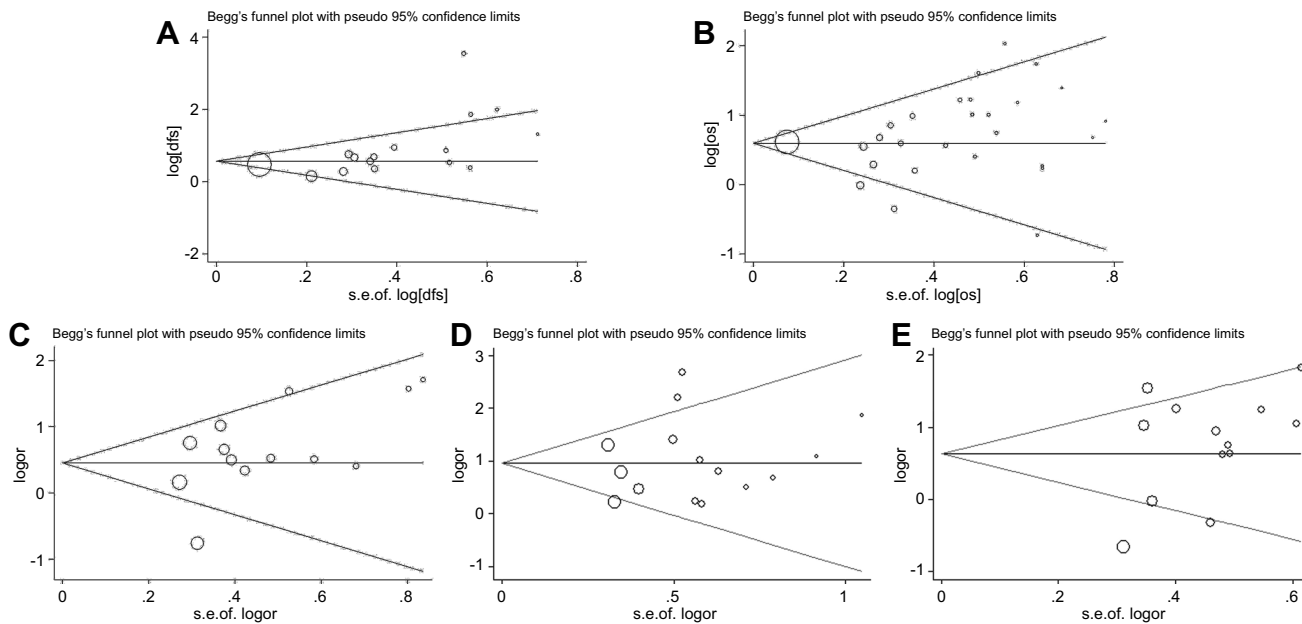 A
Begg's funnel plot with pseudo 95% confidence limits
4
2
0
-2
log[dfs]
0 .2 .4 .6 .8
s.e.of. log[dfs]
B
Begg's funnel plot with pseudo 95% confidence limits
2
1
0
-1
log[os]
0 .2 .4 .6 .8
s.e.of. log[os]
C
Begg's funnel plot with pseudo 95% confidence limits
2
1
0
-1
logor
0 .2 .4 .6 .8
s.e.of. logor
D
Begg's funnel plot with pseudo 95% confidence limits
3
2
1
0
-1
logor
0 .5 1
s.e.of. logor
E
Begg's funnel plot with pseudo 95% confidence limits
2
1
0
-1
logor
0 .2 .4 .6
s.e.of. logor